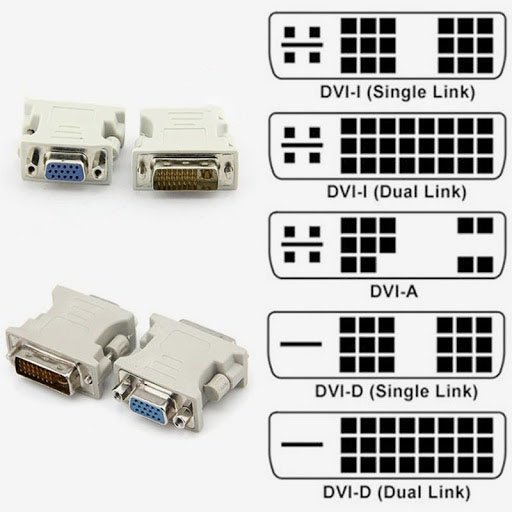 DVI-I (Single Link)
DVI-I (Dual Link)
DVI-A
DVI-D (Single Link)
DVI-D (Dual Link)